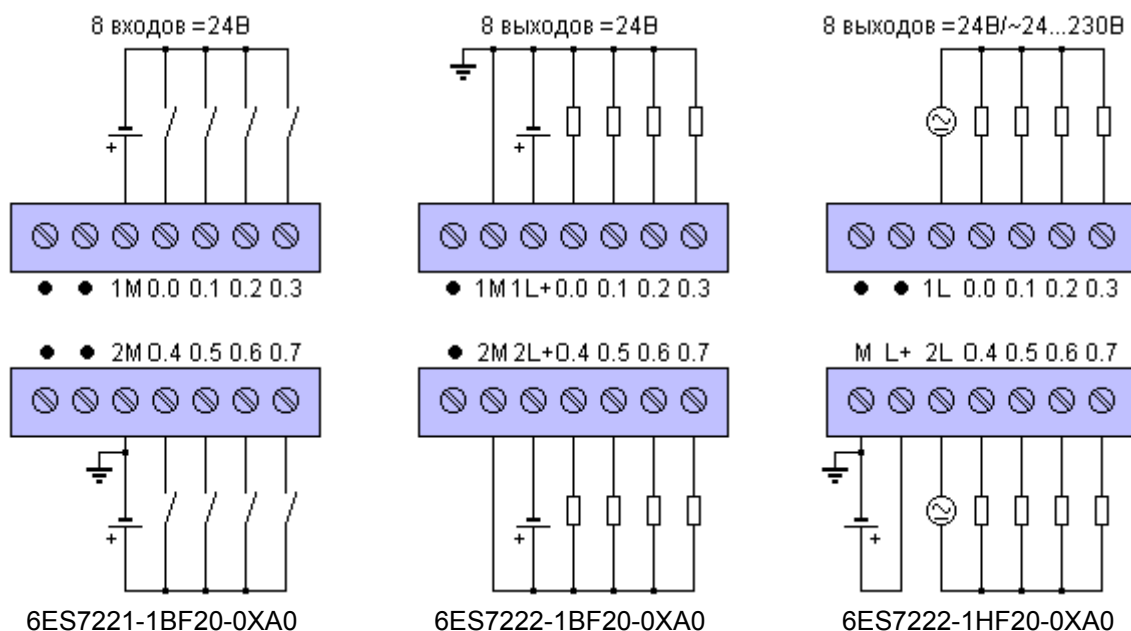 8 входов =24В
+
1M 0.0 0.1 0.2 0.3
2M 0.4 0.5 0.6 0.7
+
6ES7221-1BF20-0XA0
8 выходов =24В
+
1M 1L+ 0.0 0.1 0.2 0.3
2M 2L+ 0.4 0.5 0.6 0.7
+
6ES7222-1BF20-0XA0
8 выходов =24В/~24...230В
1L 0.0 0.1 0.2 0.3
M L+ 2L 0.4 0.5 0.6 0.7
+
6ES7222-1HF20-0XA0